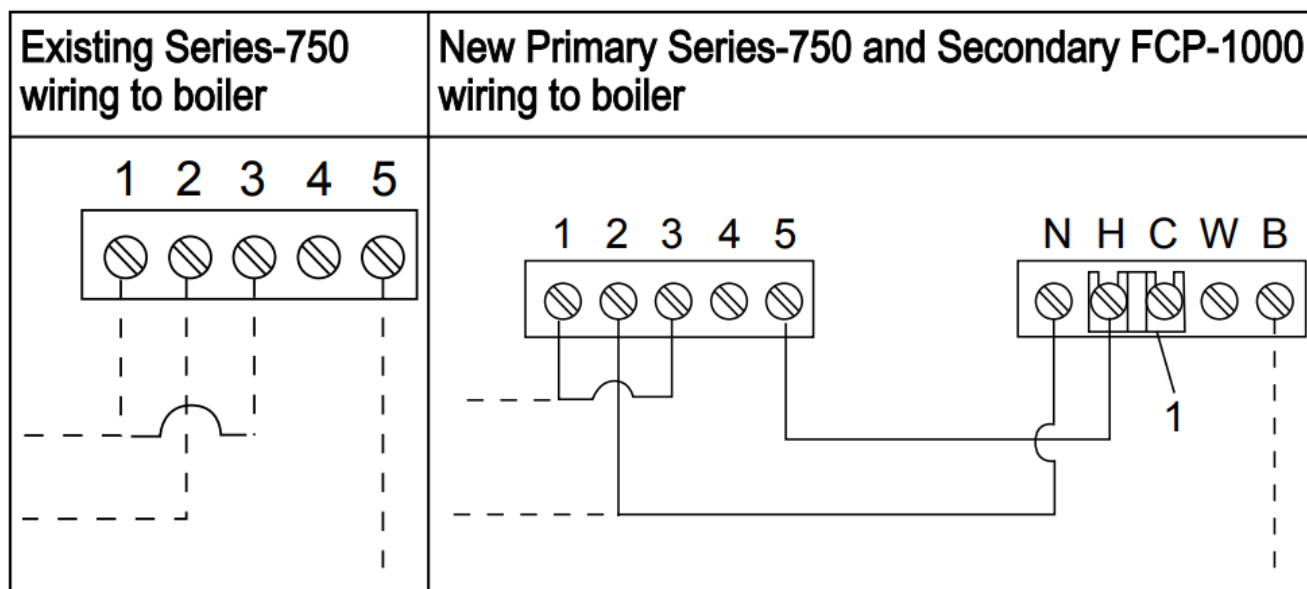 Existing Series-750
wiring to boiler
New Primary Series-750 and Secondary FCP-1000
wiring to boiler
1 2 3 4 5
1 2 3 4 5
N H C W B
1